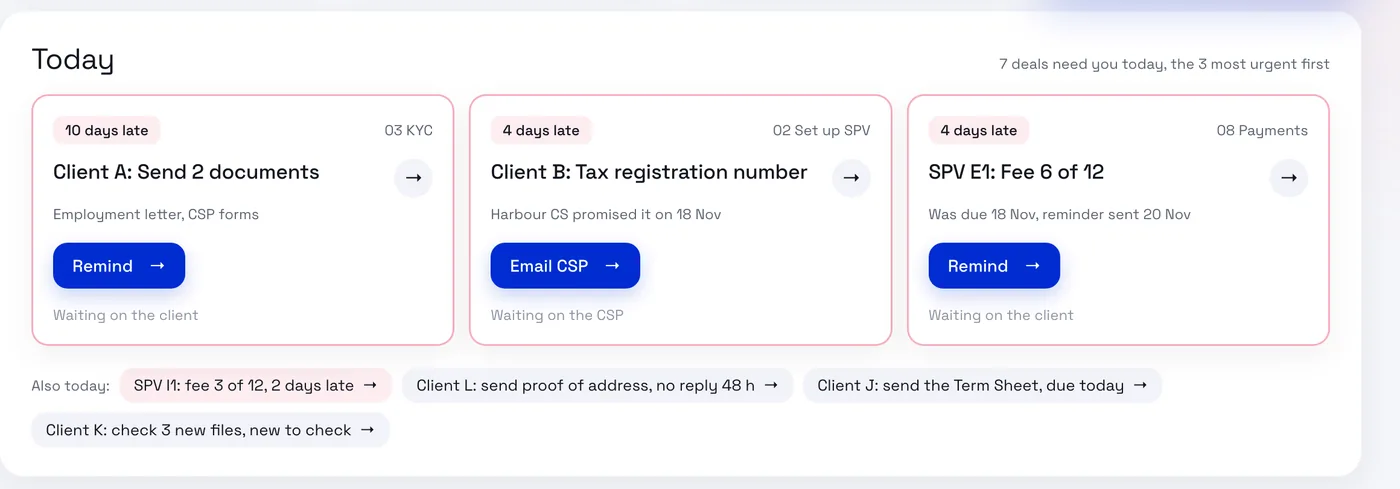 Today
7 deals need you today, the 3 most urgent first
10 days late
03 KYC
Client A: Send 2 documents →
Employment letter, CSP forms
Remind →
Waiting on the client
4 days late
02 Set up SPV
Client B: Tax registration number →
Harbour CS promised it on 18 Nov
Email CSP →
Waiting on the CSP
4 days late
08 Payments
SPV E1: Fee 6 of 12 →
Was due 18 Nov, reminder sent 20 Nov
Remind →
Waiting on the client
Also today: SPV I1: fee 3 of 12, 2 days late → Client L: send proof of address, no reply 48 h → Client J: send the Term Sheet, due today →
Client K: check 3 new files, new to check →